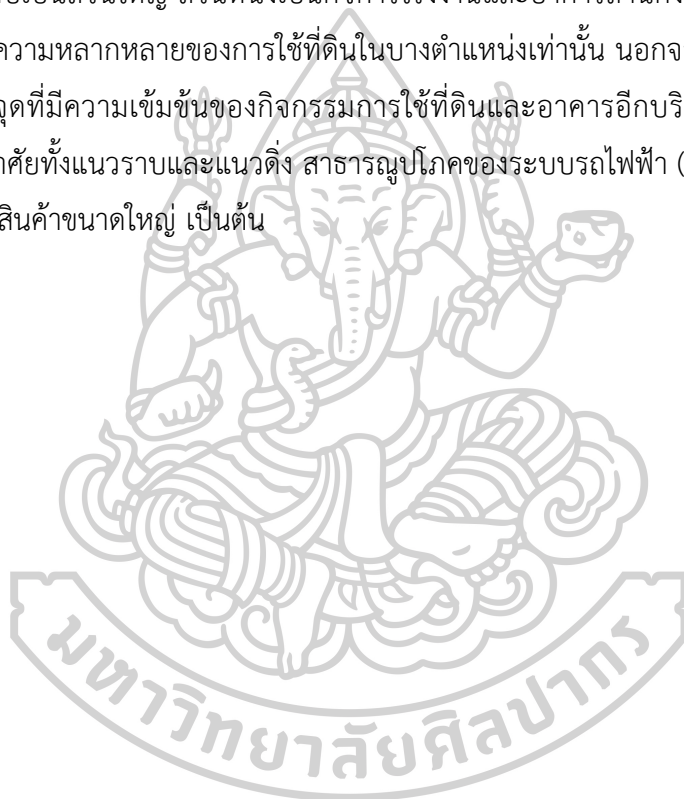 ความหลากหลายของการใช้ที่ดินในบางตำแหน่งเท่านั้น นอกจ
จุดที่มีความเข้มข้นของกิจกรรมการใช้ที่ดินและอาคารอีกบริ
าศัยทั้งแนวราบและแนวดิ่ง สาธารณูปโภคของระบบรถไฟฟ้า (
สินค้าขนาดใหญ่ เป็นต้น
มหาวิทยาลัยศิลปากร